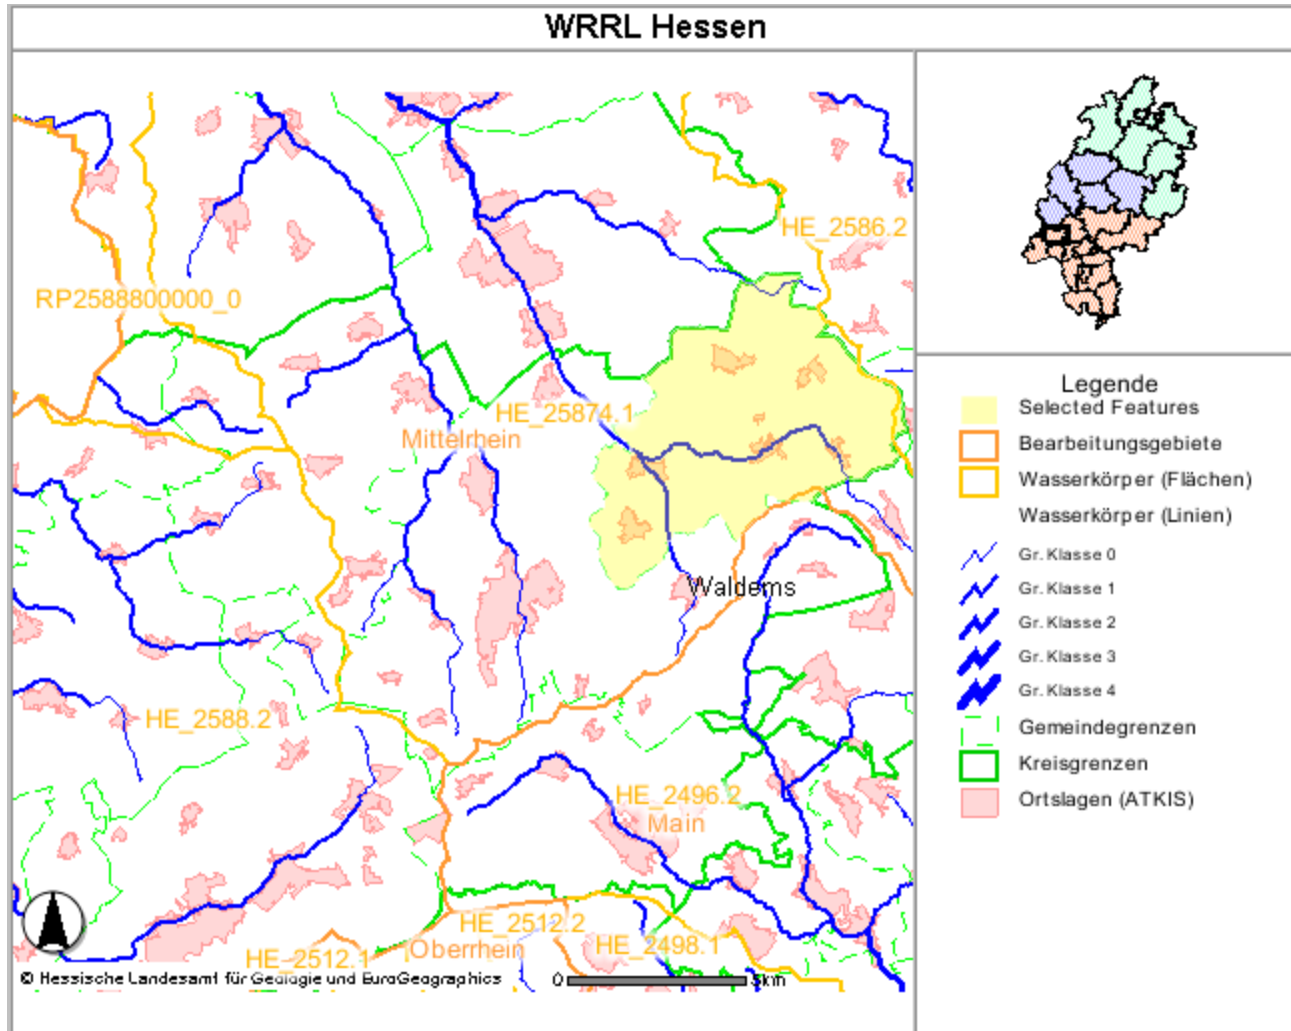 WRRL Hessen
HE_2586.2
RP2588800000_0
HE_25874.1
Mittelrhein
Waldems
HE_2588.2
HE_2496.2
Main
HE_2512.2
Oberrhein
HE_2498.1
HE_2512.1
© Hessische Landesamt für Geologie und EuroGeographics
0 5km
Legende
Selected Features
Bearbeitungsgebiete
Wasserkörper (Flächen)
Wasserkörper (Linien)
Gr. Klasse 0
Gr. Klasse 1
Gr. Klasse 2
Gr. Klasse 3
Gr. Klasse 4
Gemeindegrenzen
Kreisgrenzen
Ortslagen (ATKIS)